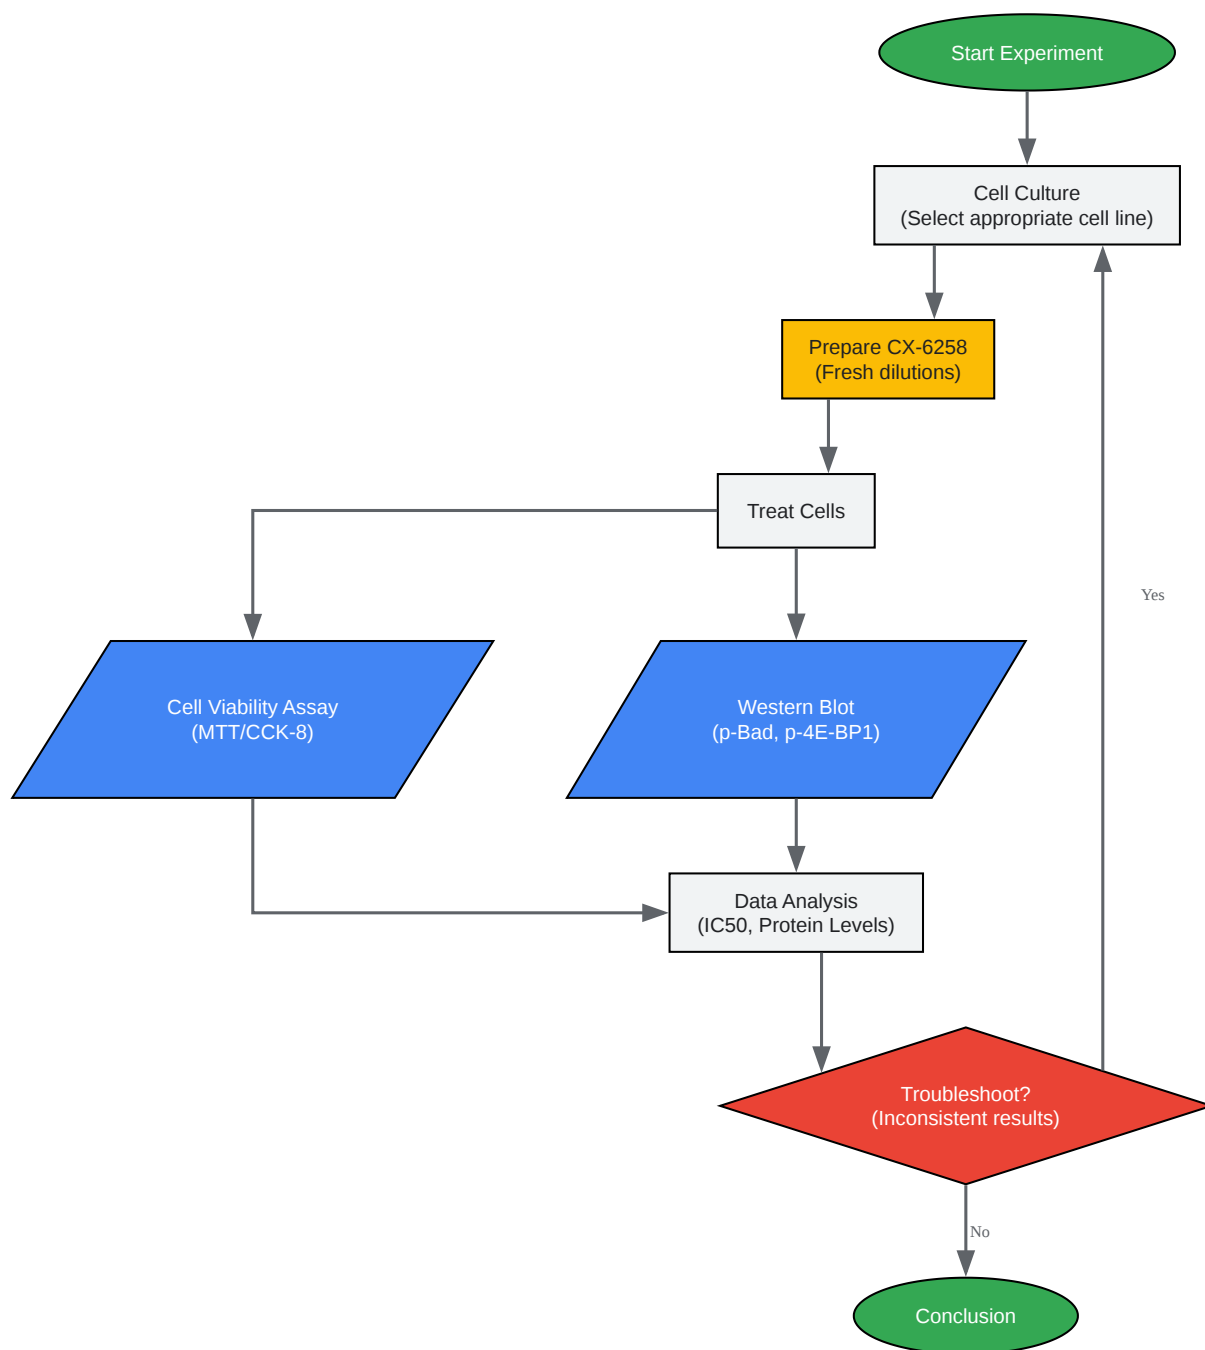 Start Experiment
Cell Culture
(Select appropriate cell line)
Prepare CX-6258
(Fresh dilutions)
Treat Cells
Yes
Cell Viability Assay
(MTT/CCK-8)
Western Blot
(p-Bad, p-4E-BP1)
Data Analysis
(IC50, Protein Levels)
Troubleshoot?
(Inconsistent results)
No
Conclusion